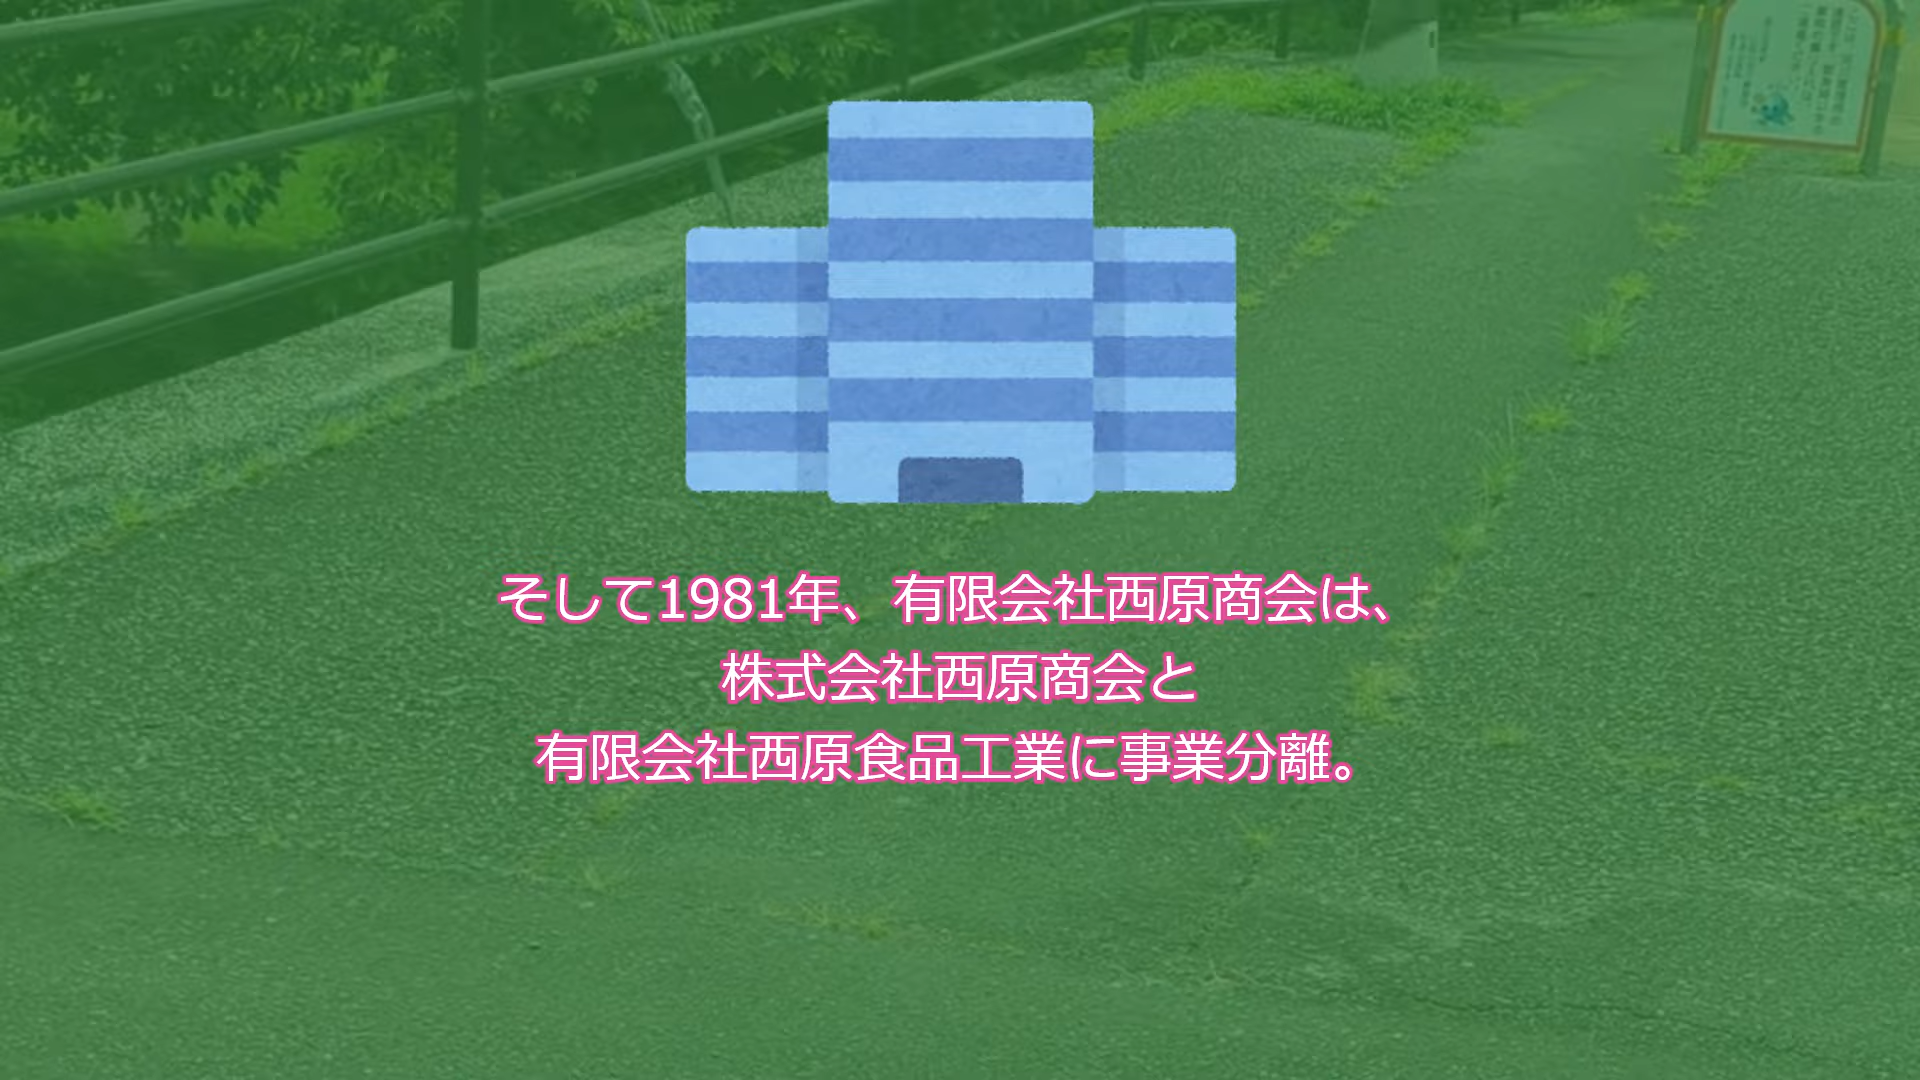 そして1981年、有限会社西原商会は、
株式会社西原商会と
有限会社西原食品工業に事業分離。